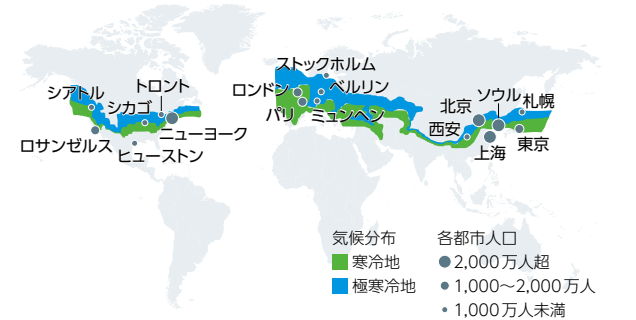 ストックホルム
シアトル
トロント
ロンドン
ベルリン
シカゴ
ソウル
札幌
北京
パリ
ミュンヘン
ニューヨーク
西安
ロサンゼルス
ヒューストン
上海
東京
気候分布
寒冷地
極寒冷地
各都市人口
2,000万人超
1,000～2,000万人
1,000万人未満